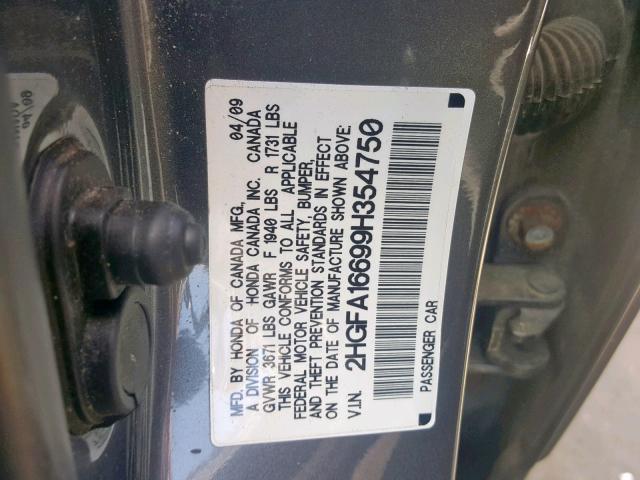 MFD. BY HONDA OF CANADA MFG., 04/09
A DIVISION OF HONDA CANADA INC. CANADA
GVWR 3671 LBS GAWR F 1940 LBS R 1731 LBS
THIS VEHICLE CONFORMS TO ALL APPLICABLE
FEDERAL MOTOR VEHICLE SAFETY, BUMPER,
AND THEFT PREVENTION STANDARDS IN EFFECT
ON THE DATE OF MANUFACTURE SHOWN ABOVE:
V.I.N. 2HGFA16699H354750
PASSENGER CAR